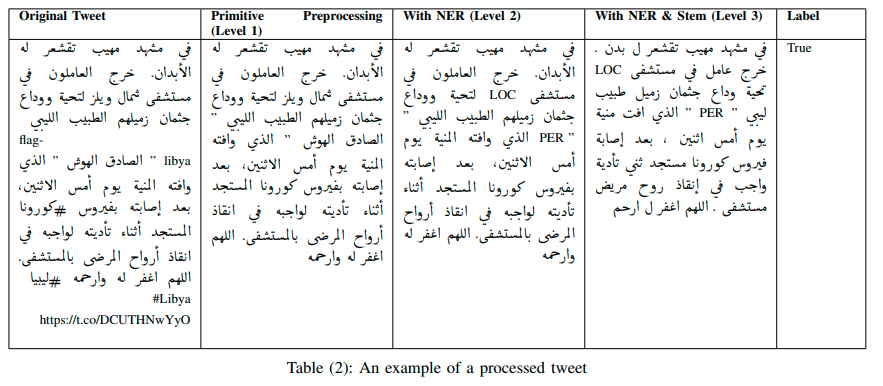 Original Tweet
Primitive Preprocessing (Level 1)
With NER (Level 2)
With NER & Stem (Level 3)
Label
في مشهد مهيب تقشعر له
الأبدان. خرج العاملون في
مستشفى شمال ويلز لتحية ووداع
جثمان زميلهم الطبيب الليبي
flag-
libya " الصادق الهوش " الذي
وافته المنية يوم أمس الاثنين،
بعد إصابته بفيروس #كورونا
المستجد أثناء تأديته لواجبه في
انقاذ أرواح المرضى بالمستشفى.
اللهم اغفر له وارحمه #ليبيا
#Libya
https://t.co/DCUTHNwYyO
في مشهد مهيب تقشعر له
الأبدان. خرج العاملون في
مستشفى شمال ويلز لتحية ووداع
جثمان زميلهم الطبيب الليبي "
الصادق الهوش " الذي وافته
المنية يوم أمس الاثنين، بعد
إصابته بفيروس كورونا المستجد
أثناء تأديته لواجبه في انقاذ
أرواح المرضى بالمستشفى. اللهم
اغفر له وارحمه
في مشهد مهيب تقشعر له
الأبدان. خرج العاملون في
مستشفى LOC لتحية ووداع
جثمان زميلهم الطبيب الليبي "
PER " الذي وافته المنية يوم
أمس الاثنين، بعد إصابته
بفيروس كورونا المستجد أثناء
تأديته لواجبه في انقاذ أرواح
المرضى بالمستشفى. اللهم اغفر له
وارحمه
في مشهد مهيب تقشعر ل بدن .
خرج عامل في مستشفى LOC
تحية وداع جثمان زميل طبيب
ليبي " PER " الذي افت منية
يوم أمس اثنين ، بعد إصابة
فيروس كورونا مستجد ثني تأدية
واجب في إنقاذ روح مريض
مستشفى . اللهم اغفر ل ارحم
True
Table (2): An example of a processed tweet